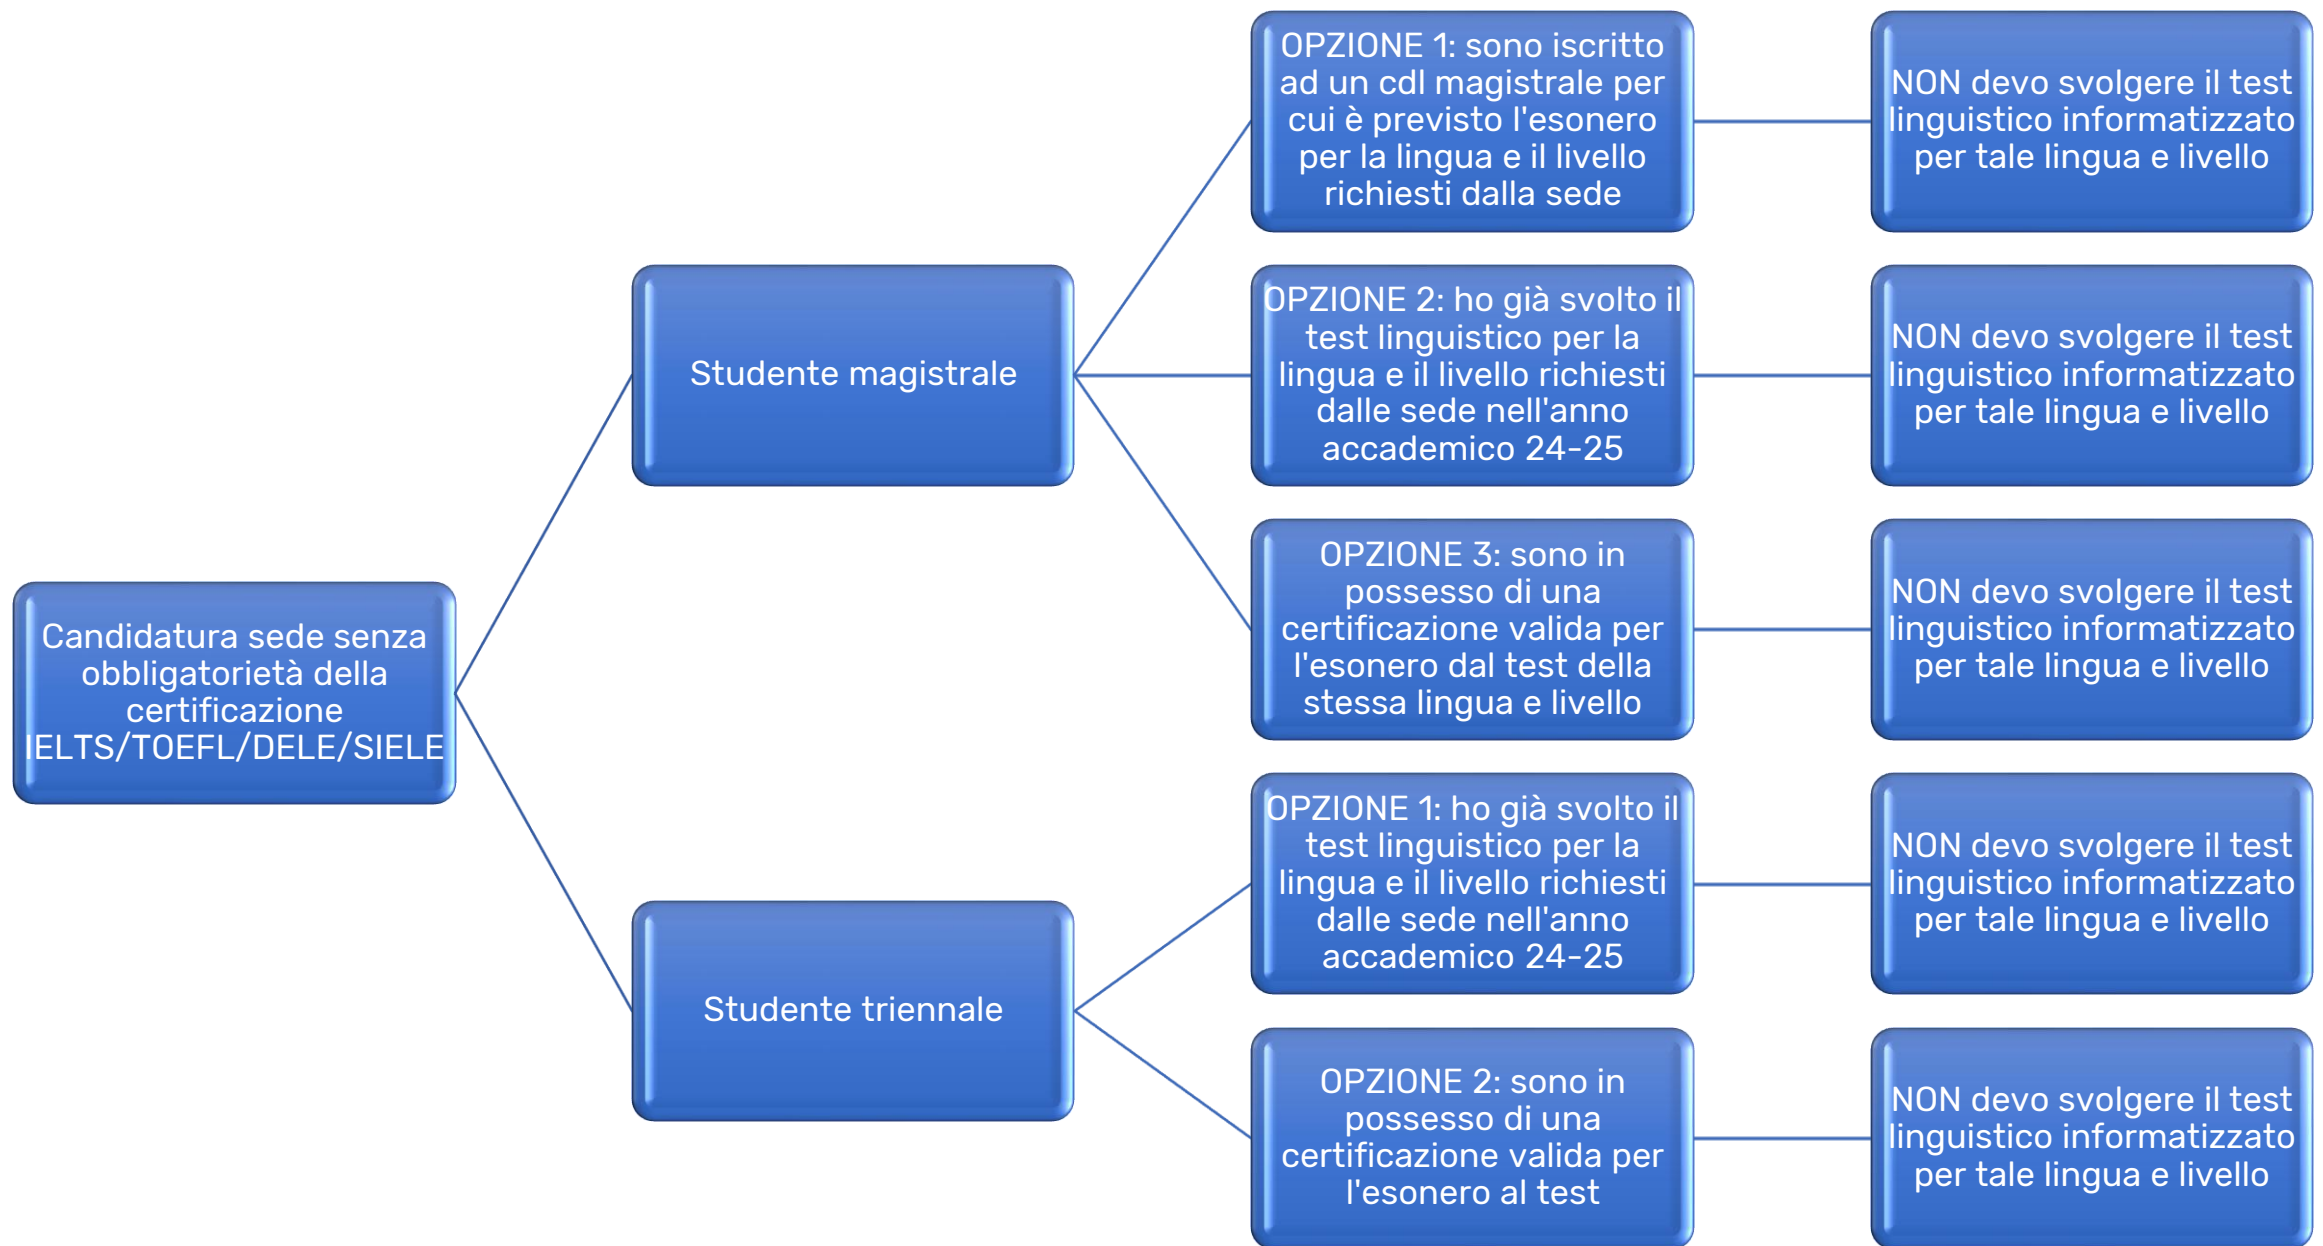 Candidatura sede senza
obbligatorietà della
certificazione
IELTS/TOEFL/DELE/SIELE
Studente magistrale
OPZIONE 1: sono iscritto
ad un cdl magistrale per
cui è previsto l'esonero
per la lingua e il livello
richiesti dalla sede
NON devo svolgere il test
linguistico informatizzato
per tale lingua e livello
OPZIONE 2: ho già svolto il
test linguistico per la
lingua e il livello richiesti
dalle sede nell'anno
accademico 24-25
NON devo svolgere il test
linguistico informatizzato
per tale lingua e livello
OPZIONE 3: sono in
possesso di una
certificazione valida per
l'esonero dal test della
stessa lingua e livello
NON devo svolgere il test
linguistico informatizzato
per tale lingua e livello
Studente triennale
OPZIONE 1: ho già svolto il
test linguistico per la
lingua e il livello richiesti
dalle sede nell'anno
accademico 24-25
NON devo svolgere il test
linguistico informatizzato
per tale lingua e livello
OPZIONE 2: sono in
possesso di una
certificazione valida per
l'esonero al test
NON devo svolgere il test
linguistico informatizzato
per tale lingua e livello